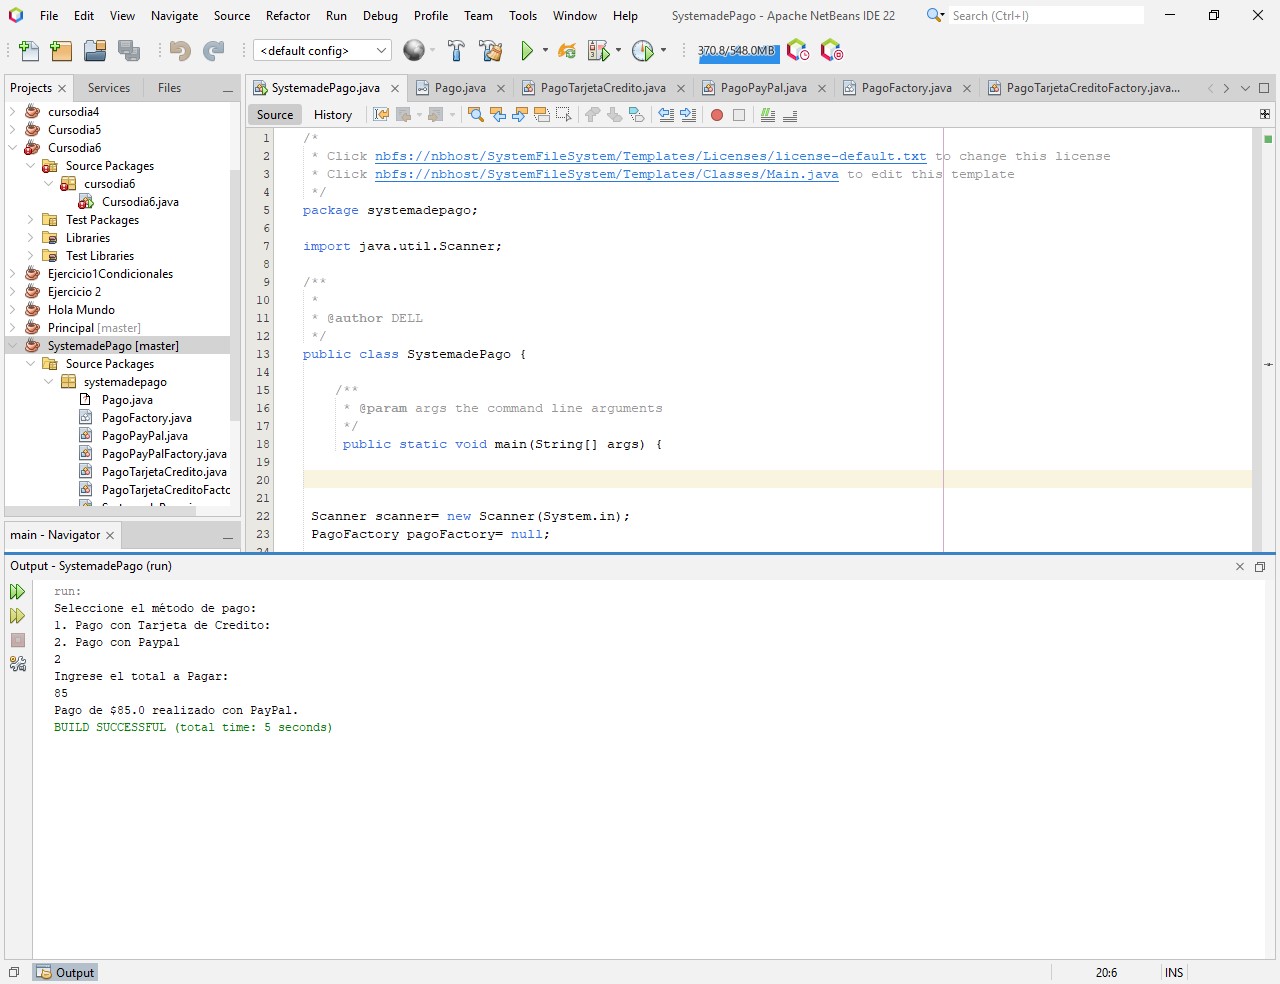 File Edit View Navigate Source Refactor Run Debug Profile Team Tools Window Help SystemadePago - Apache NetBeans IDE 22 Search (Ctrl+I)
<default config> 370.8/548.0MB
Projects Services Files
SystemadePago.java Pago.java PagoTarjetaCredito.java PagoPayPal.java PagoFactory.java PagoTarjetaCreditoFactory.java...
Source History
cursodia4
Cursodia5
Cursodia6
Source Packages
cursodia6
Cursodia6.java
Test Packages
Libraries
Test Libraries
Ejercicio1Condicionales
Ejercicio 2
Hola Mundo
Principal [master]
SystemadePago [master]
Source Packages
systemadepago
Pago.java
PagoFactory.java
PagoPayPal.java
PagoPayPalFactory.java
PagoTarjetaCredito.java
PagoTarjetaCreditoFactc
main - Navigator
1 /*
2 * Click nbfs://nbhost/SystemFileSystem/Templates/Licenses/license-default.txt to change this license
3 * Click nbfs://nbhost/SystemFileSystem/Templates/Classes/Main.java to edit this template
4 */
5 package systemadepago;
6
7 import java.util.Scanner;
8
9 /**
10 *
11 * @author DELL
12 */
13 public class SystemadePago {
14
15 /**
16 * @param args the command line arguments
17 */
18 public static void main(String[] args) {
19
20
21
22 Scanner scanner= new Scanner(System.in);
23 PagoFactory pagoFactory= null;
Output - SystemadePago (run)
run:
Seleccione el método de pago:
1. Pago con Tarjeta de Credito:
2. Pago con Paypal
2
Ingrese el total a Pagar:
85
Pago de $85.0 realizado con PayPal.
BUILD SUCCESSFUL (total time: 5 seconds)
Output 20:6 INS